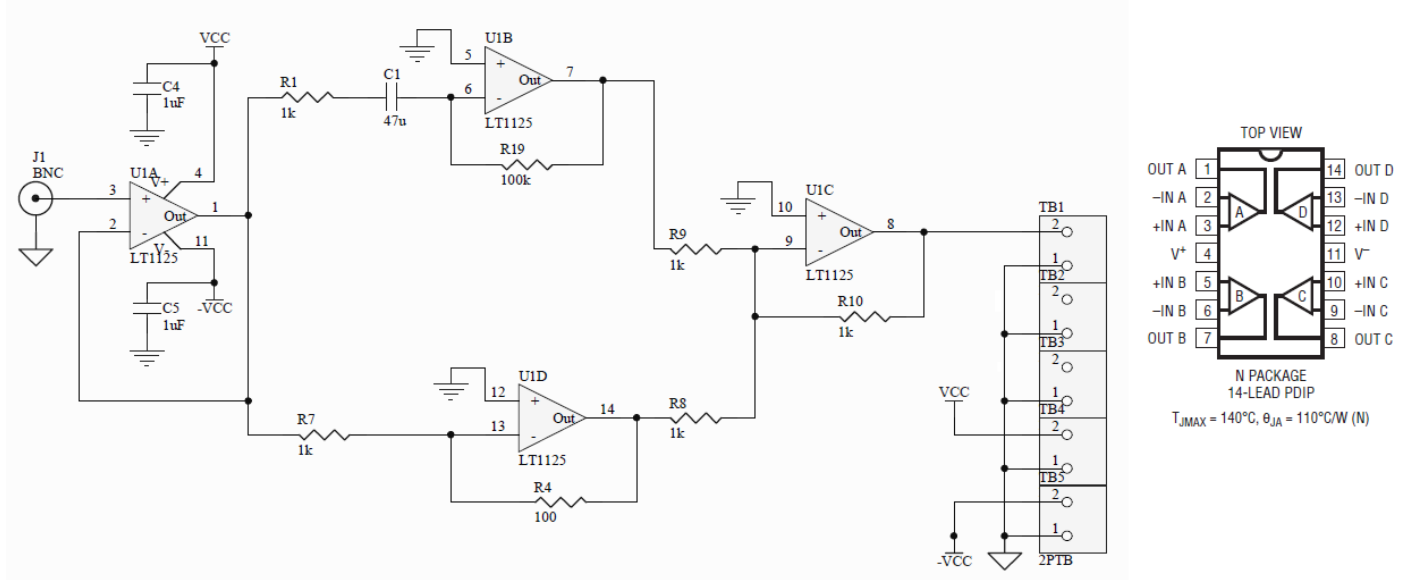 VCC
C4
1uF
J1
BNC
U1A
V+
4
3
+
Out
1
2
-
V-
11
LT1125
C5
1uF
-VCC
R1
1k
C1
47u
U1B
5
+
Out
7
6
-
LT1125
R19
100k
R7
1k
U1D
12
+
Out
14
13
-
LT1125
R4
100
R9
1k
R8
1k
U1C
10
+
Out
8
9
-
LT1125
R10
1k
TB1
2
1
TB2
2
1
TB3
2
1
TB4
2
1
TB5
2
1
2PTB
VCC
-VCC
TOP VIEW
OUT A 1 14 OUT D
–IN A 2 13 –IN D
+IN A 3 A D 12 +IN D
V+ 4 11 V–
+IN B 5 10 +IN C
–IN B 6 B C 9 –IN C
OUT B 7 8 OUT C
N PACKAGE
14-LEAD PDIP
TJMAX = 140°C, θJA = 110°C/W (N)